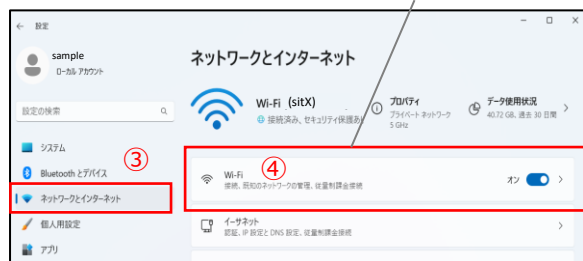 ← 設定
sample
ローカル アカウント
設定の検索
システム
③
Bluetooth とデバイス
ネットワークとインターネット
個人用設定
アプリ
ネットワークとインターネット
Wi-Fi (sitX)
接続済み、セキュリティ保護あり
プロパティ
プライベート ネットワーク
5 GHz
データ使用状況
40.72 GB、過去 30 日間
④
Wi-Fi
接続、既知のネットワークの管理、従量制課金接続
オン
イーサネット
認証、IP 設定と DNS 設定、従量制課金接続